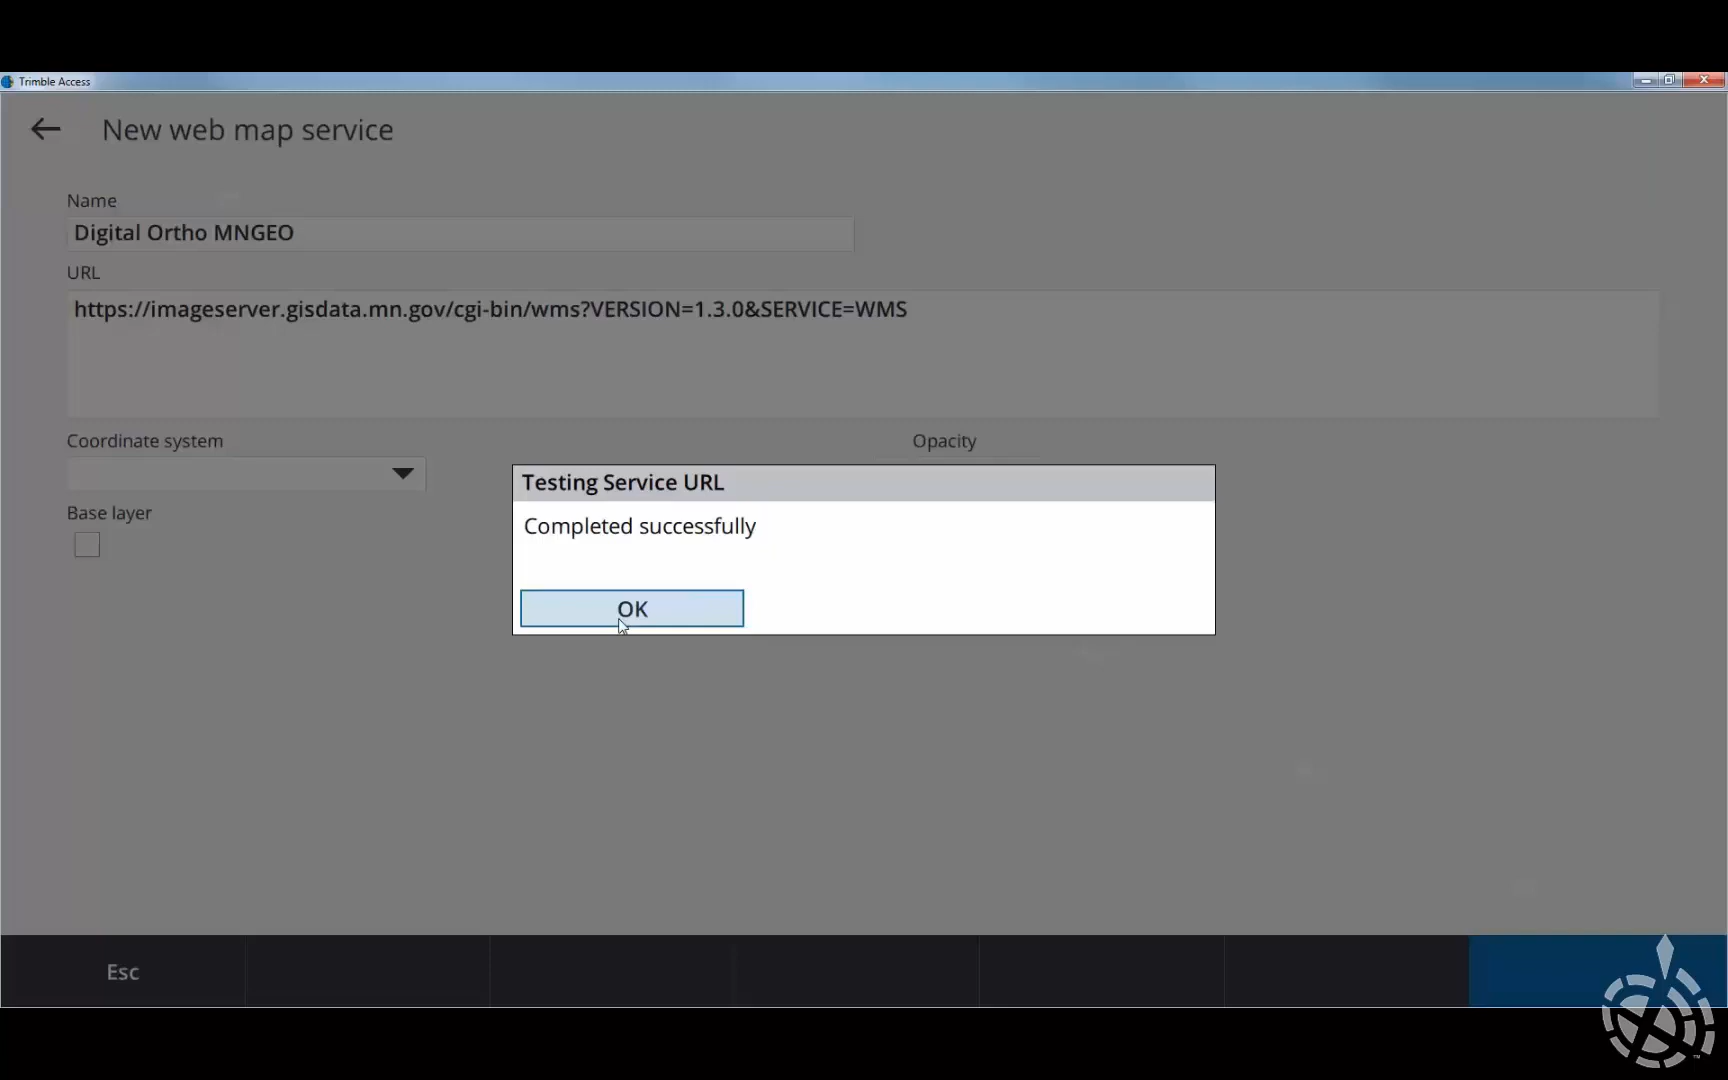 Trimble Access
New web map service
Name
Digital Ortho MNGEO
URL
https://imageserver.gisdata.mn.gov/cgi-bin/wms?VERSION=1.3.0&SERVICE=WMS
Coordinate system
Opacity
Testing Service URL
Completed successfully
OK
Base layer
Esc
TM